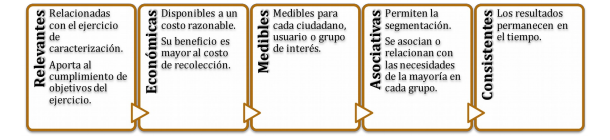 Relevantes
Relacionadas
con el ejercicio
de
caracterización.
Aporta al
cumplimiento de
objetivos del
ejercicio.
Económicas
Disponibles a un
costo razonable.
Su beneficio es
mayor al costo
de recolección.
Medibles
Medibles para
cada ciudadano,
usuario o grupo
de interés.
Asociativas
Permiten la
segmentación.
Se asocian o
relacionan con
las necesidades
de la mayoría en
cada grupo.
Consistentes
Los resultados
permanecen en
el tiempo.